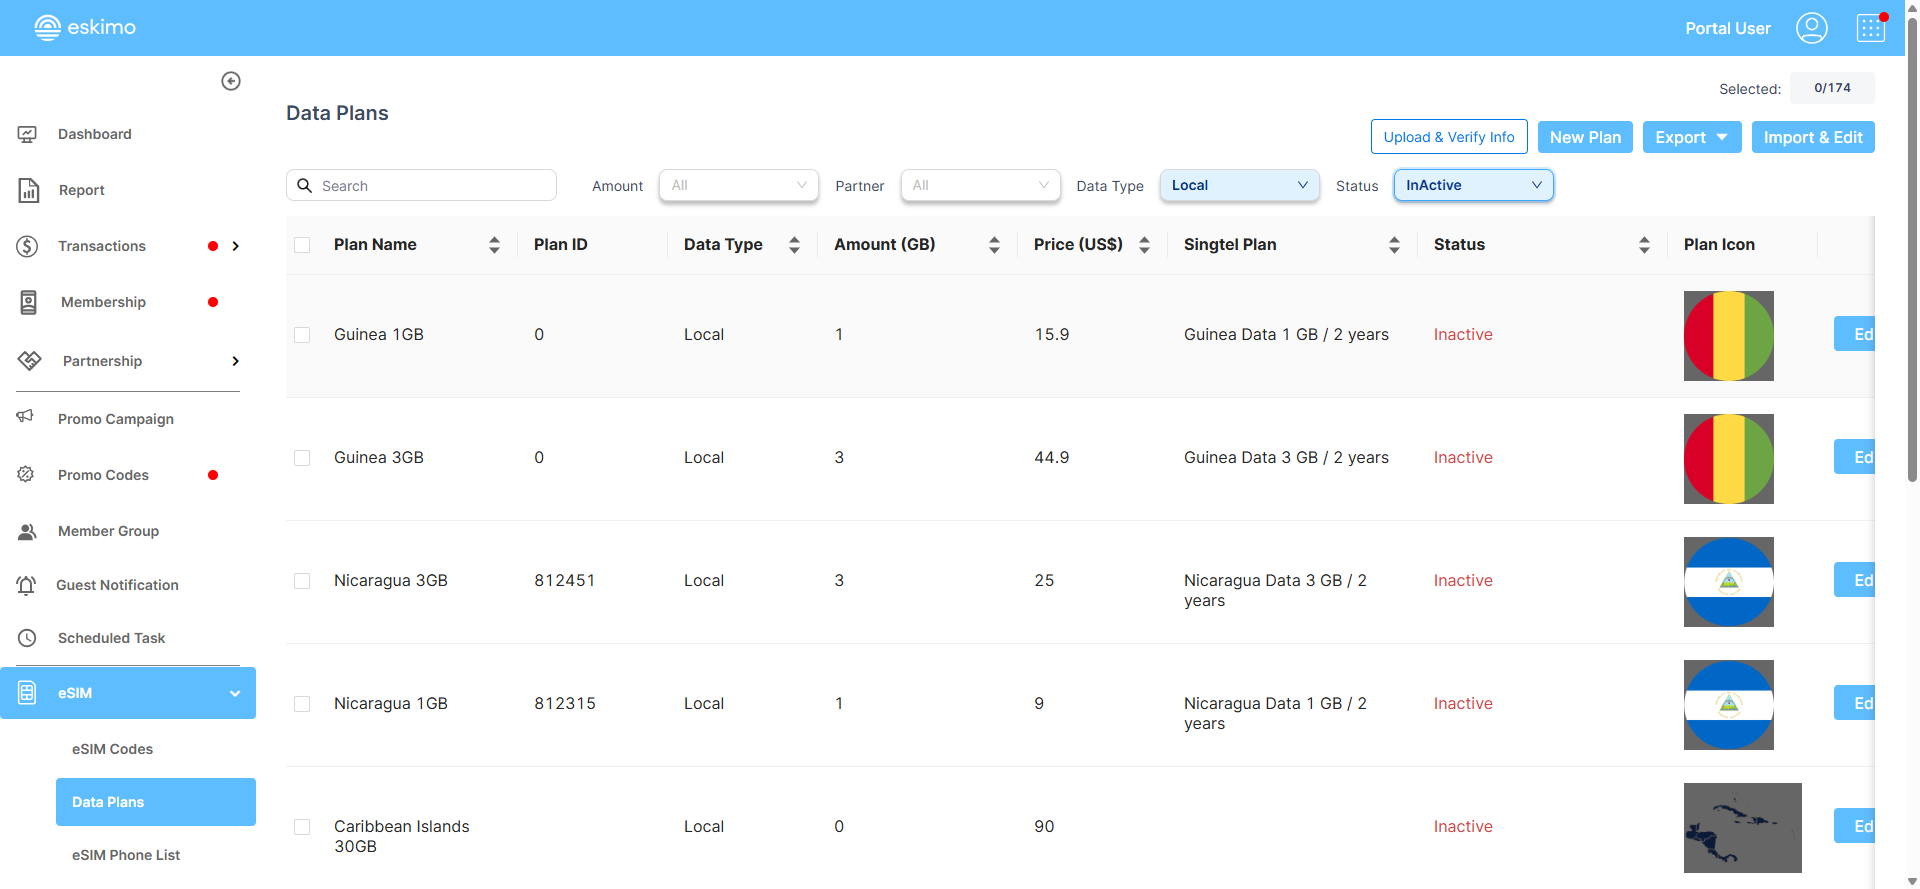 eskimo
Portal User
Selected: 0/174
Data Plans
Upload & Verify Info
New Plan
Export
Import & Edit
Search
Amount All
Partner All
Data Type Local
Status InActive
Plan Name Plan ID Data Type Amount (GB) Price (US$) Singtel Plan Status Plan Icon
Guinea 1GB 0 Local 1 15.9 Guinea Data 1 GB / 2 years Inactive Ed
Guinea 3GB 0 Local 3 44.9 Guinea Data 3 GB / 2 years Inactive Ed
Nicaragua 3GB 812451 Local 3 25 Nicaragua Data 3 GB / 2 Inactive Ed
years
Nicaragua 1GB 812315 Local 1 9 Nicaragua Data 1 GB / 2 Inactive Ed
years
Caribbean Islands Local 0 90 Inactive Ed
30GB
Dashboard
Report
Transactions
Membership
Partnership
Promo Campaign
Promo Codes
Member Group
Guest Notification
Scheduled Task
eSIM
eSIM Codes
Data Plans
eSIM Phone List